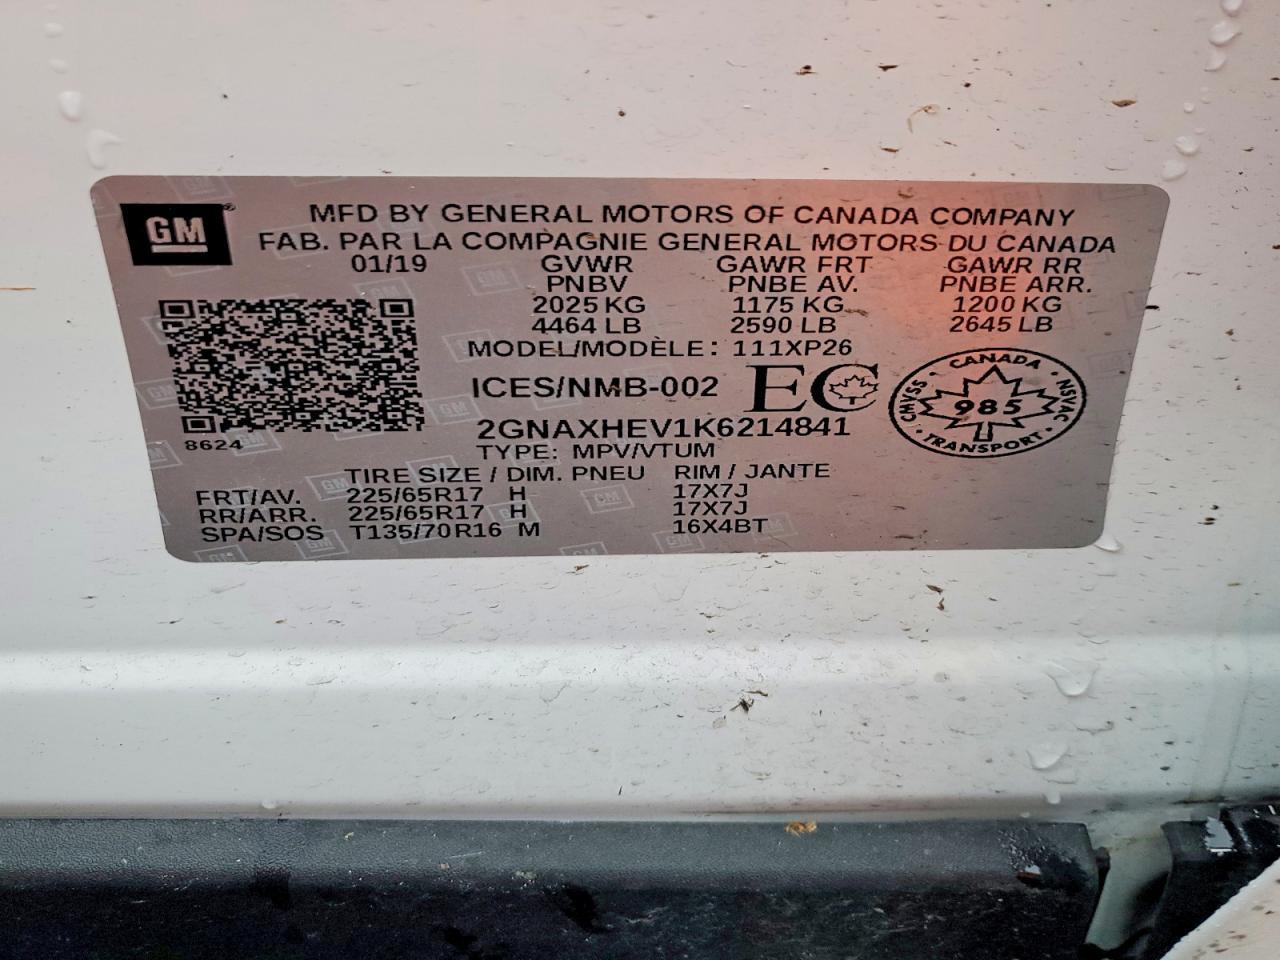 GM
MFD BY GENERAL MOTORS OF CANADA COMPANY
FAB. PAR LA COMPAGNIE GENERAL MOTORS DU CANADA
01/19 GVWR GAWR FRT GAWR RR
PNBV PNBE AV. PNBE ARR.
2025 KG 1175 KG 1200 KG
4464 LB 2590 LB 2645 LB
MODEL/MODÈLE: 111XP26
ICES/NMB-002 EC
CANADA
CMVSS 985 NSVAC
TRANSPORT
8624
2GNAXHEV1K6214841
TYPE: MPV/VTUM
TIRE SIZE / DIM. PNEU RIM / JANTE
FRT/AV. 225/65R17 H 17X7J
RR/ARR. 225/65R17 H 17X7J
SPA/SOS T135/70R16 M 16X4BT